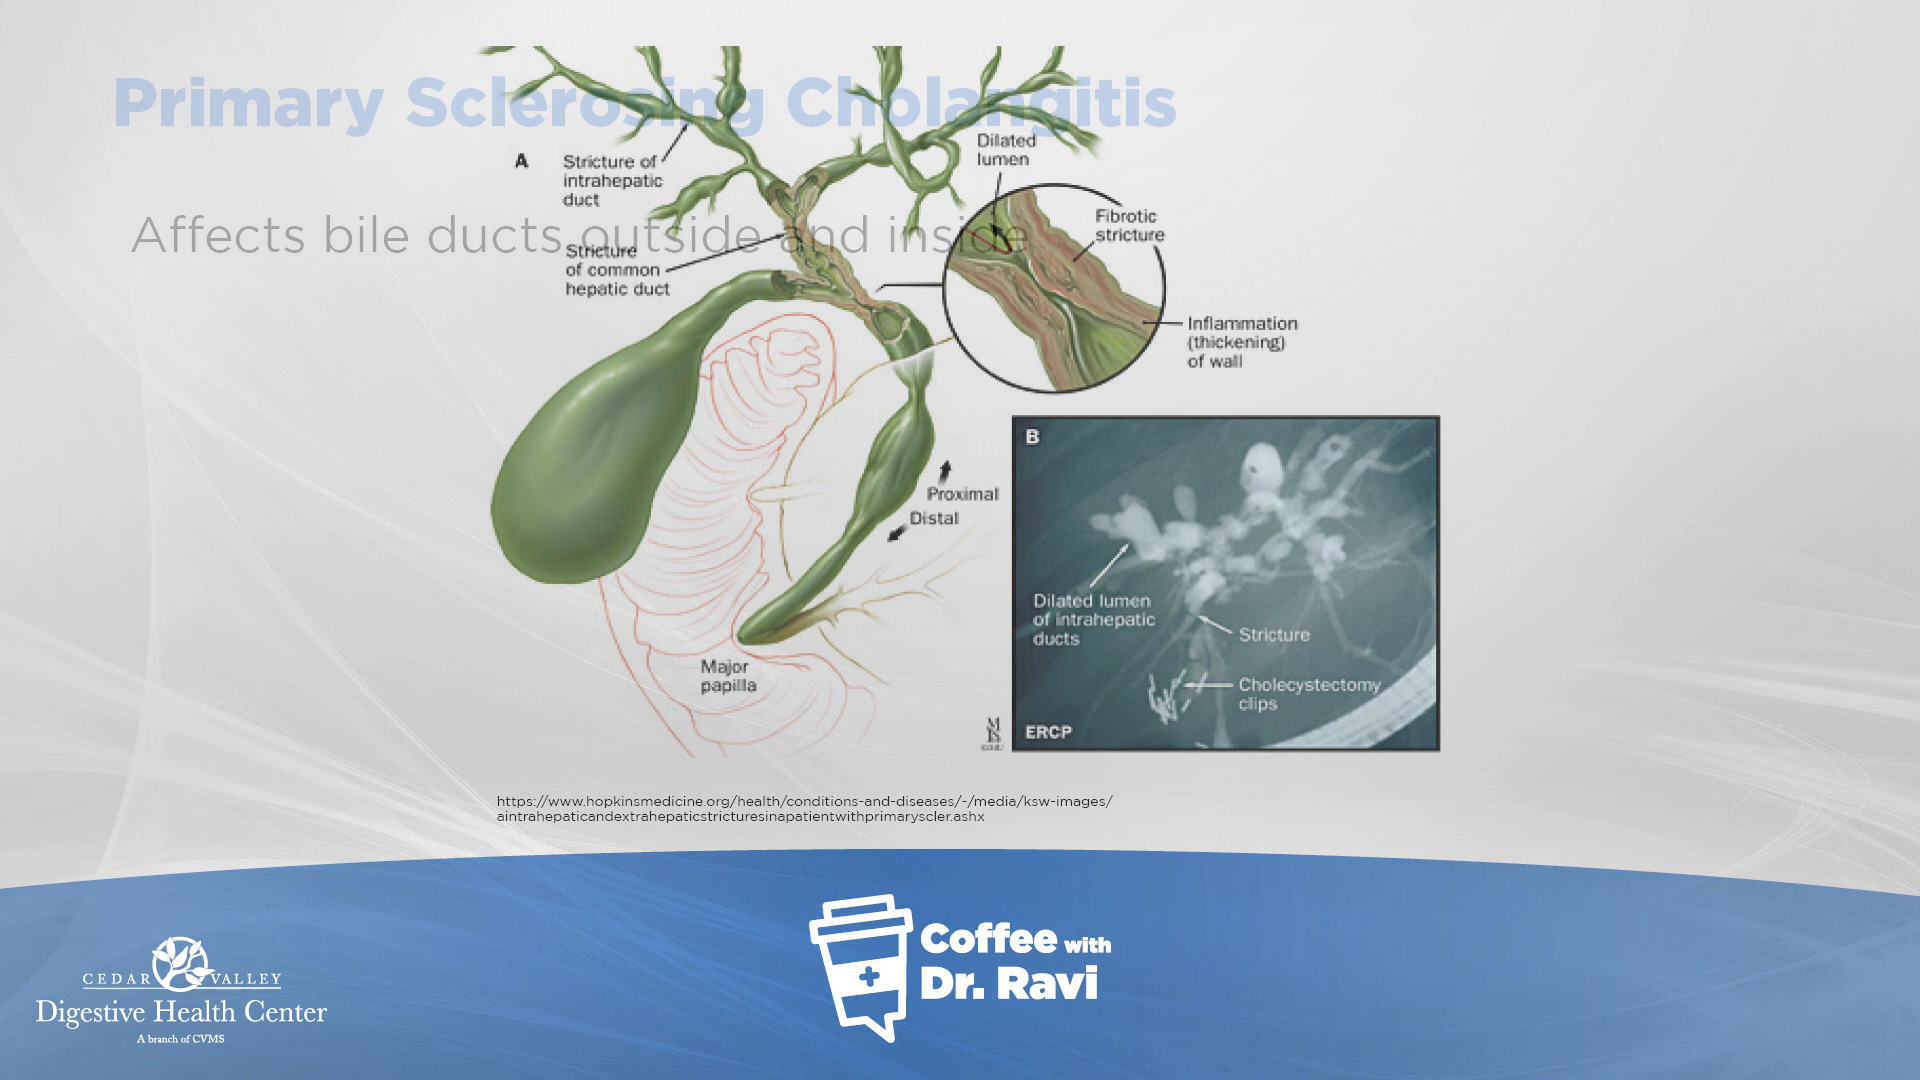 Primary Sclerosing Cholangitis
Affects bile ducts outside and inside
A
Stricture of
intrahepatic
duct
Stricture
of common
hepatic duct
Dilated
lumen
Fibrotic
stricture
Inflammation
(thickening)
of wall
Proximal
Distal
Major
papilla
B
Dilated lumen
of intrahepatic
ducts
Stricture
Cholecystectomy
clips
ERCP
https://www.hopkinsmedicine.org/health/conditions-and-diseases/-/media/ksw-images/
aintrahepaticandextrahepaticstricturesinapatientwithprimaryscler.ashx
CEDAR VALLEY
Digestive Health Center
A branch of CVMS
Coffee with
Dr. Ravi